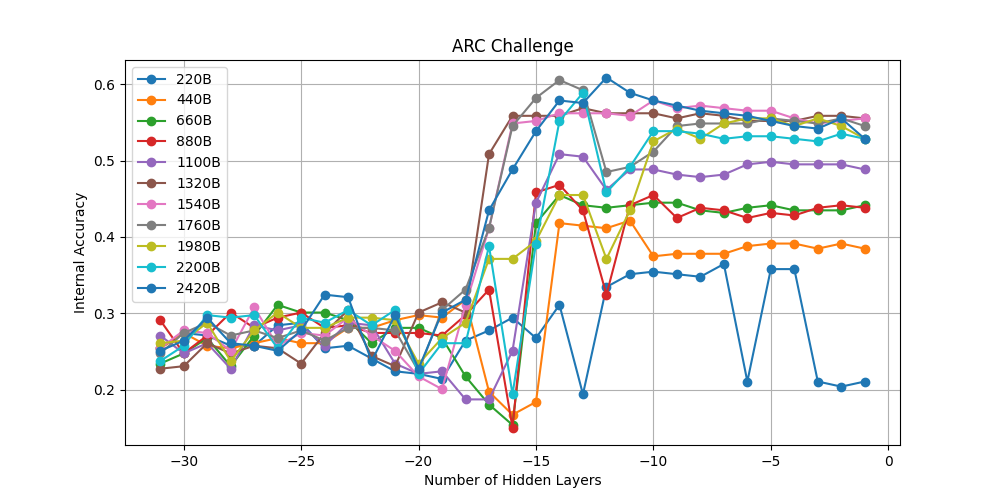 ARC Challenge
220B
440B
660B
880B
1100B
1320B
1540B
1760B
1980B
2200B
2420B
Internal Accuracy
0.6
0.5
0.4
0.3
0.2
−30
−25
−20
−15
−10
−5
0
Number of Hidden Layers